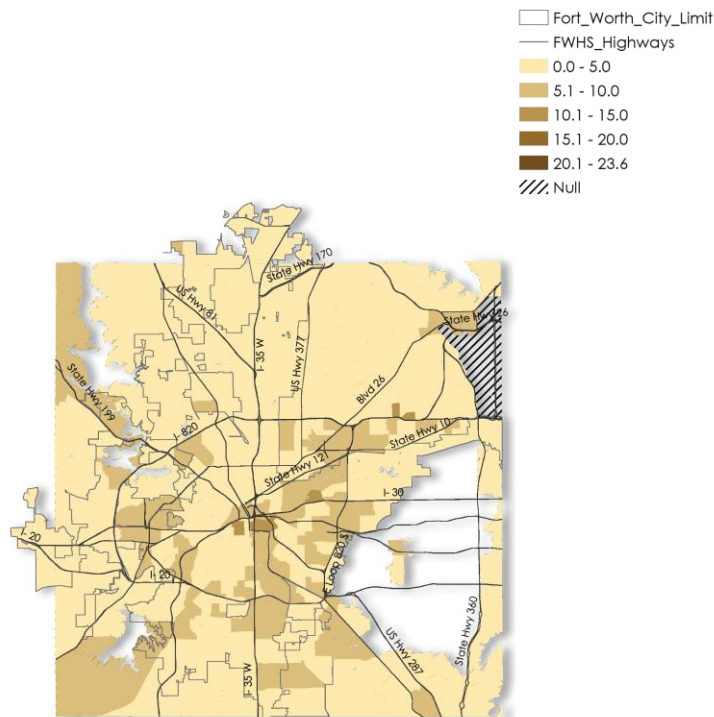 Fort_Worth_City_Limit
FWHS_Highways
0.0 - 5.0
5.1 - 10.0
10.1 - 15.0
15.1 - 20.0
20.1 - 23.6
Null
State Hwy 170
US Hwy 81
State Hwy 26
I- 35 W
US Hwy 377
Blvd 26
State Hwy 199
I- 820
State Hwy 10
State Hwy 121
I- 30
I- 20
I- 20
E Loop 820 S
US Hwy 287
State Hwy 360
I- 35 W